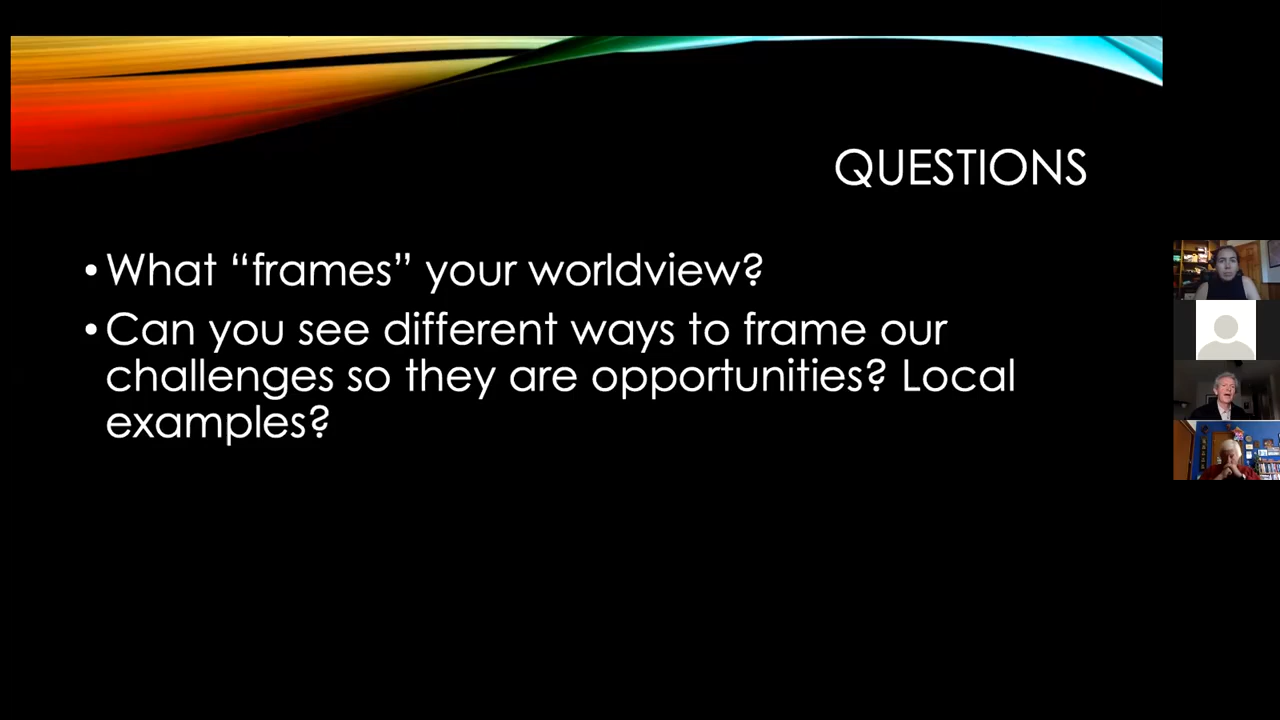 QUESTIONS
• What “frames” your worldview?
• Can you see different ways to frame our
challenges so they are opportunities? Local
examples?